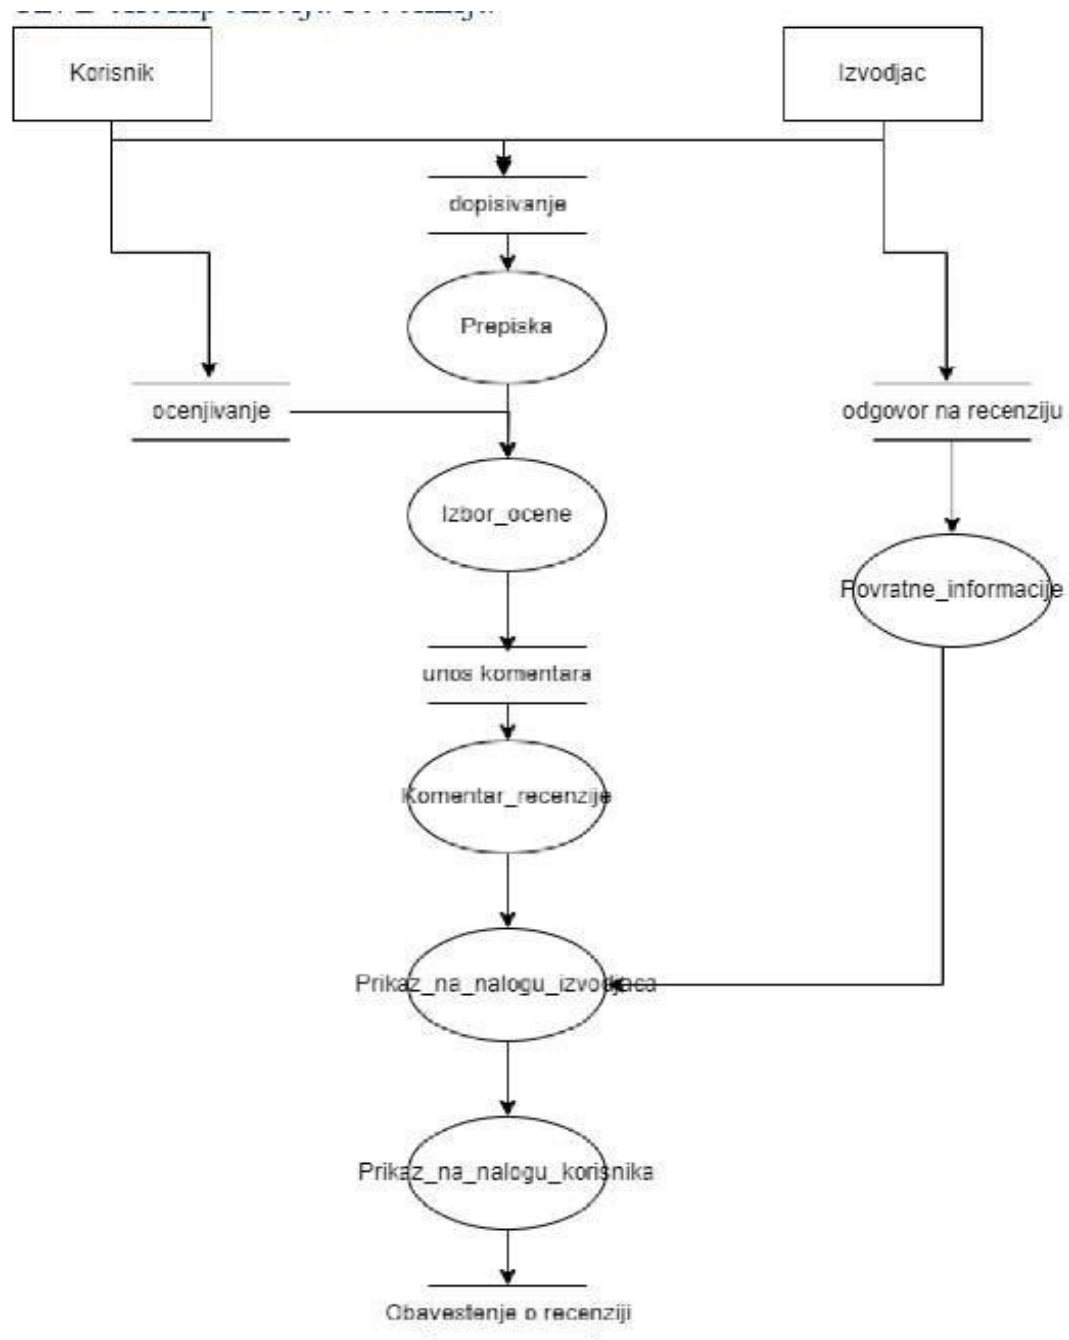 Korisnik
Izvodjac
dopisivanje
Prepiska
ocenjivanje
odgovor na recenziju
Izbor_ocene
Povratne_informacije
unos komentara
Komentar_recenzije
Prikaz_na_nalogu_izvodjaca
Prikaz_na_nalogu_korisnika
Obavestenje o recenziji